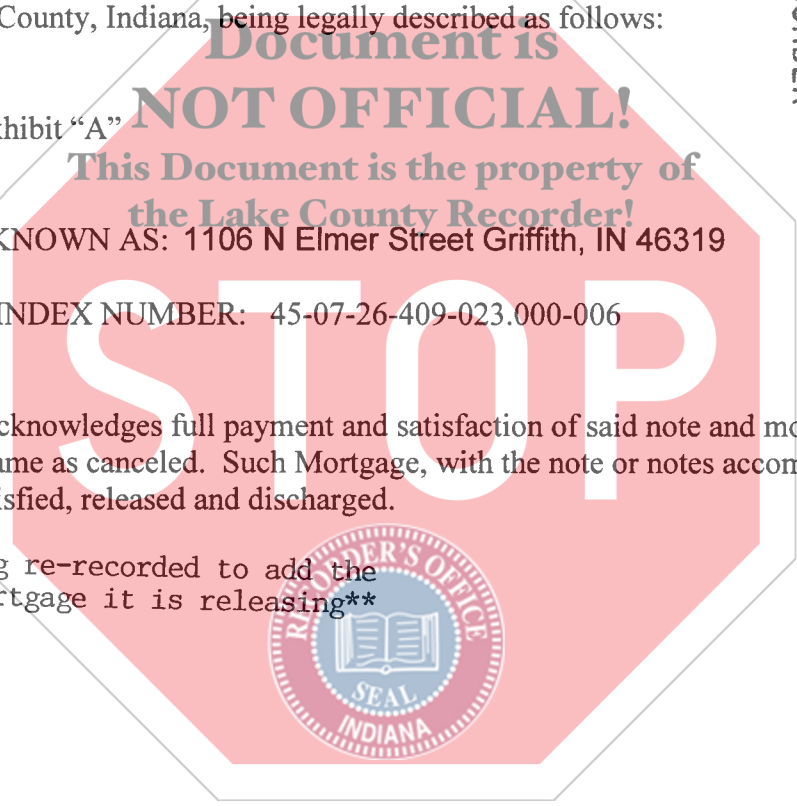 County, Indiana, being legally described as follows:
Document is
NOT OFFICIAL!
xhibit “A”
This Document is the property of
the Lake County Recorder!
KNOWN AS: 1106 N Elmer Street Griffith, IN 46319
INDEX NUMBER: 45-07-26-409-023.000-006
STOP
cknowledges full payment and satisfaction of said note and mo
ame as canceled. Such Mortgage, with the note or notes accom
isfied, released and discharged.
g re-recorded to add the
rtgage it is releasing**
RECORDER'S OFFICE
SEAL
INDIANA